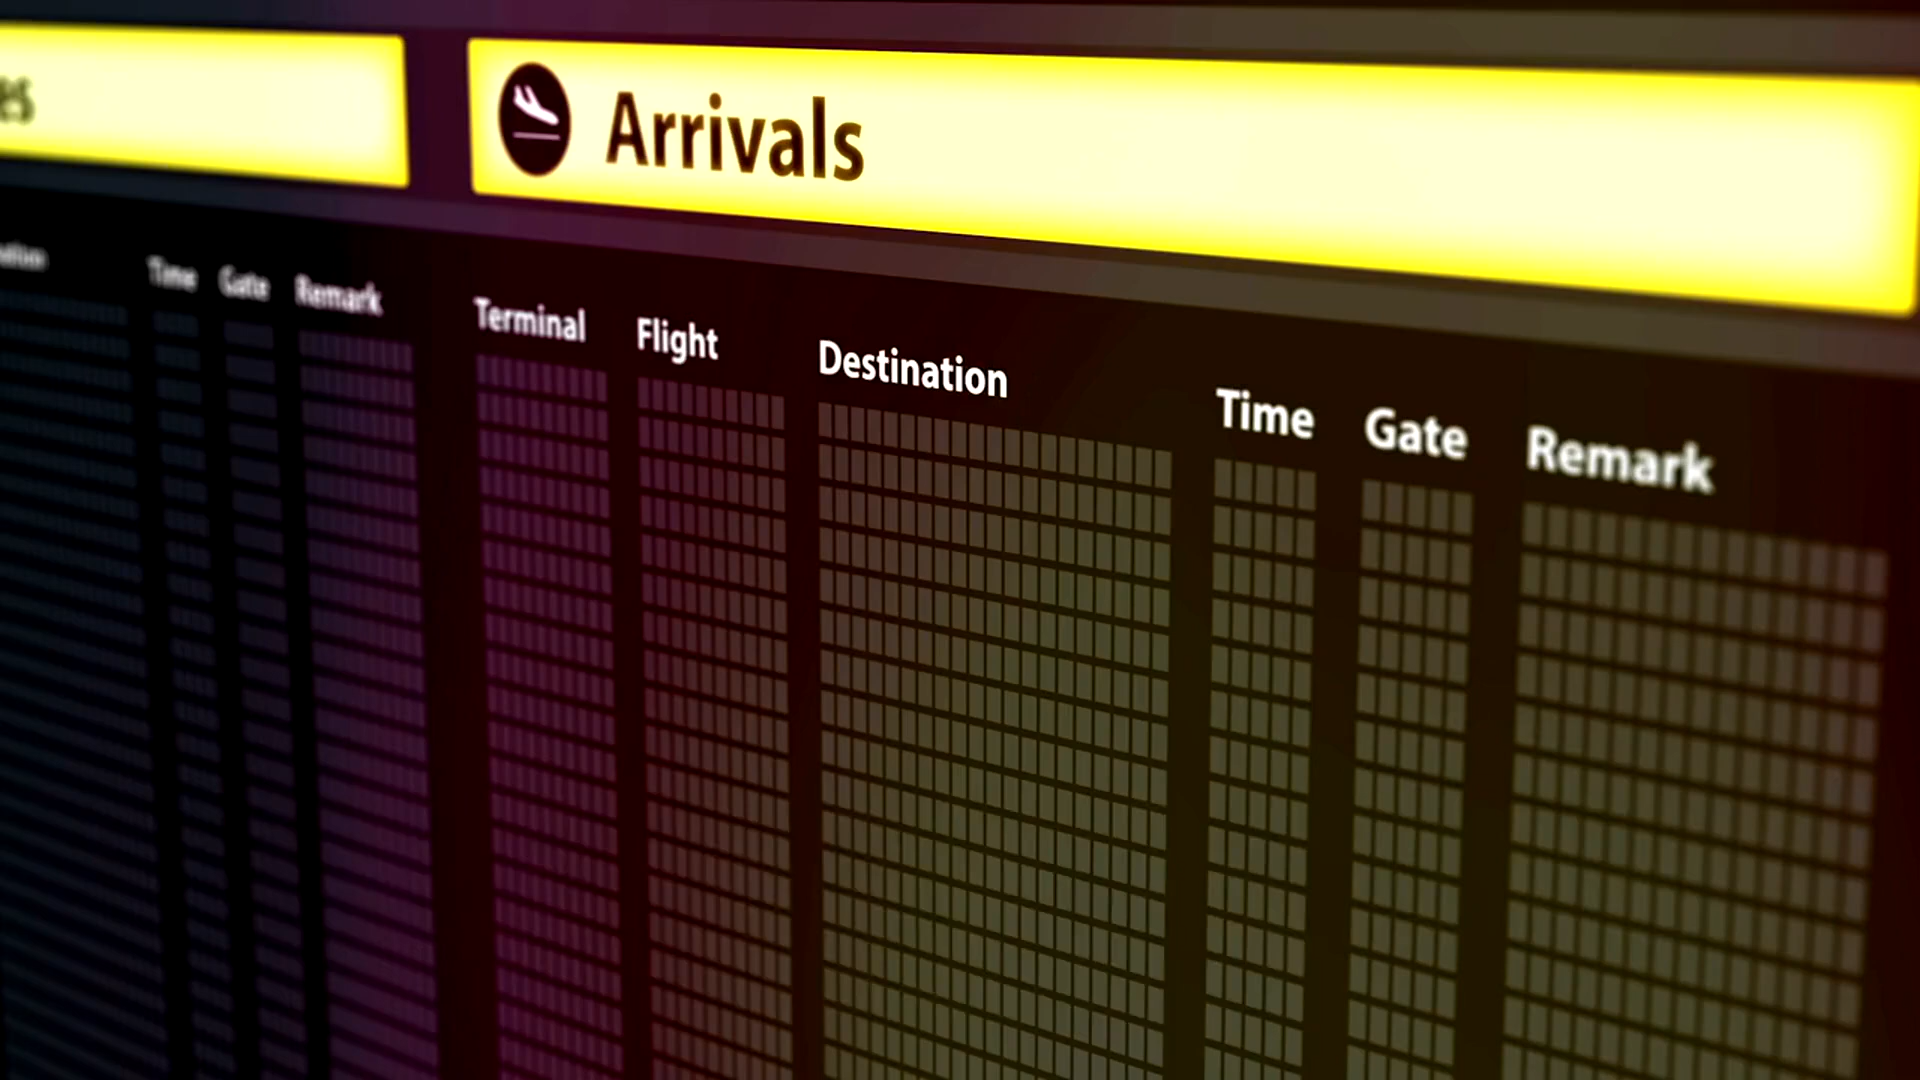 Arrivals
Time Gate Remark
Terminal Flight Destination Time Gate Remark